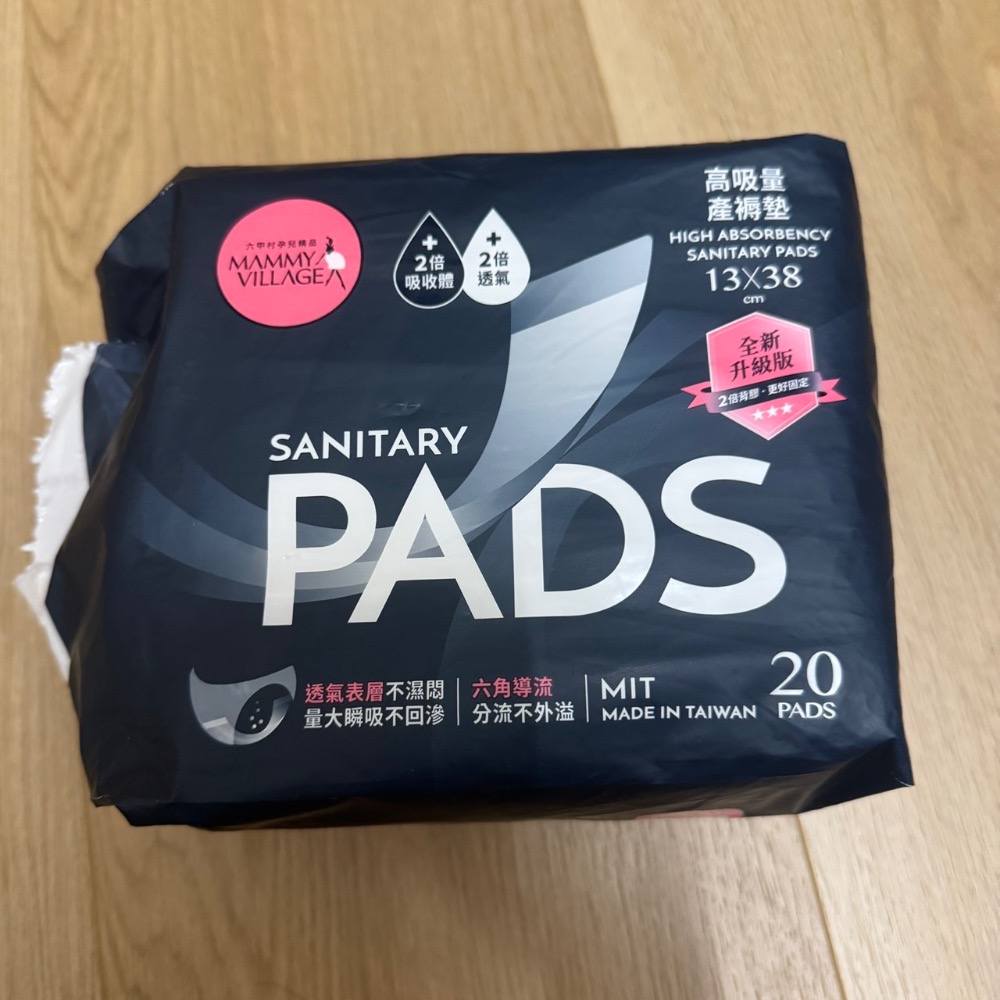 六甲村孕兒精品
MAMMY
VILLAGE
+
2倍
吸收體
+
2倍
透氣
高吸量
產褥墊
HIGH ABSORBENCY
SANITARY PADS
13X38
cm
全新
升級版
2倍背膠・更好固定
SANITARY
PADS
透氣表層不濕悶
量大瞬吸不回滲
六角導流
分流不外溢
MIT
MADE IN TAIWAN
20
PADS